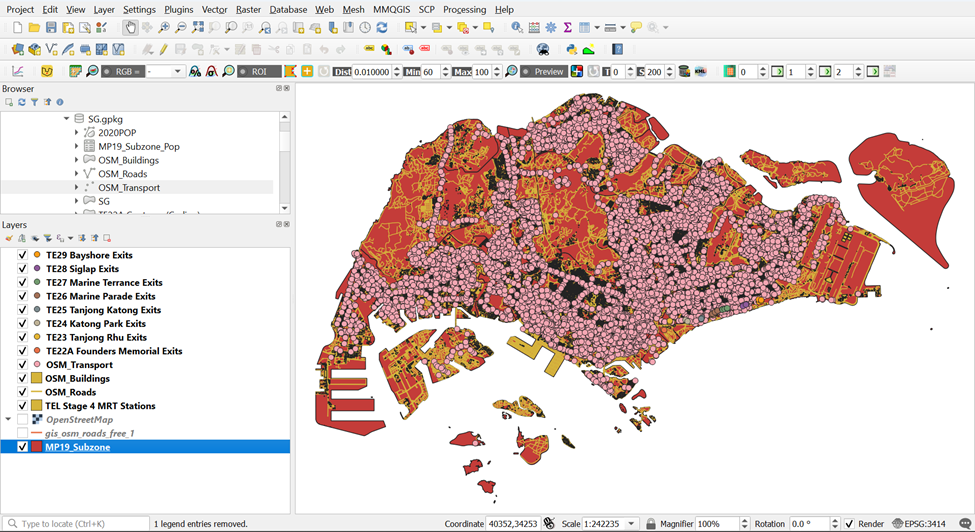 Project Edit View Layer Settings Plugins Vector Raster Database Web Mesh MMQGIS SCP Processing Help
RGB = - ROI Dist 0.010000 Min 60 Max 100 Preview T 0 S 200 KML 0 1 2
Browser
SG.gpkg
2020POP
MP19_Subzone_Pop
OSM_Buildings
OSM_Roads
OSM_Transport
SG
Layers
TE29 Bayshore Exits
TE28 Siglap Exits
TE27 Marine Terrance Exits
TE26 Marine Parade Exits
TE25 Tanjong Katong Exits
TE24 Katong Park Exits
TE23 Tanjong Rhu Exits
TE22A Founders Memorial Exits
OSM_Transport
OSM_Buildings
OSM_Roads
TEL Stage 4 MRT Stations
OpenStreetMap
gis_osm_roads_free_1
MP19_Subzone
Type to locate (Ctrl+K) 1 legend entries removed. Coordinate 40352,34253 Scale 1:242235 Magnifier 100% Rotation 0.0 ° Render EPSG:3414